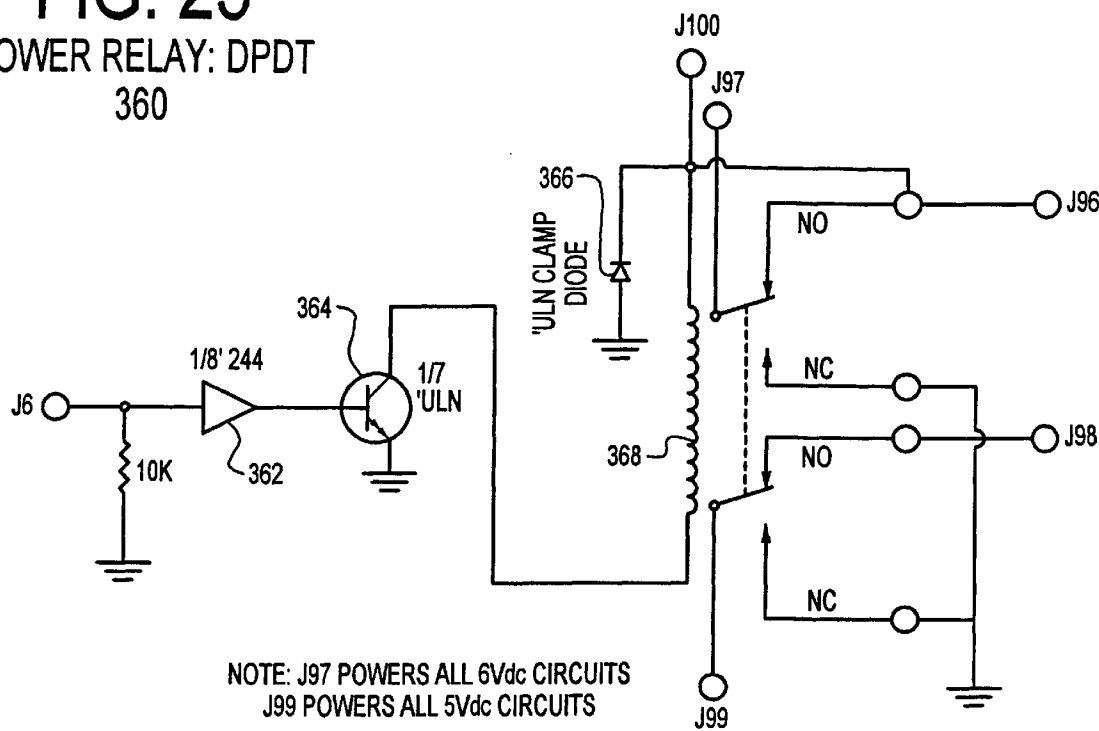 FIG. 25
OWER RELAY: DPDT
360
J100
J97
366
'ULN CLAMP
DIODE
NO
J96
364
1/8' 244
1/7
'ULN
NC
J6
362
10K
368
NO
J98
NC
NOTE: J97 POWERS ALL 6Vdc CIRCUITS
J99 POWERS ALL 5Vdc CIRCUITS
J99